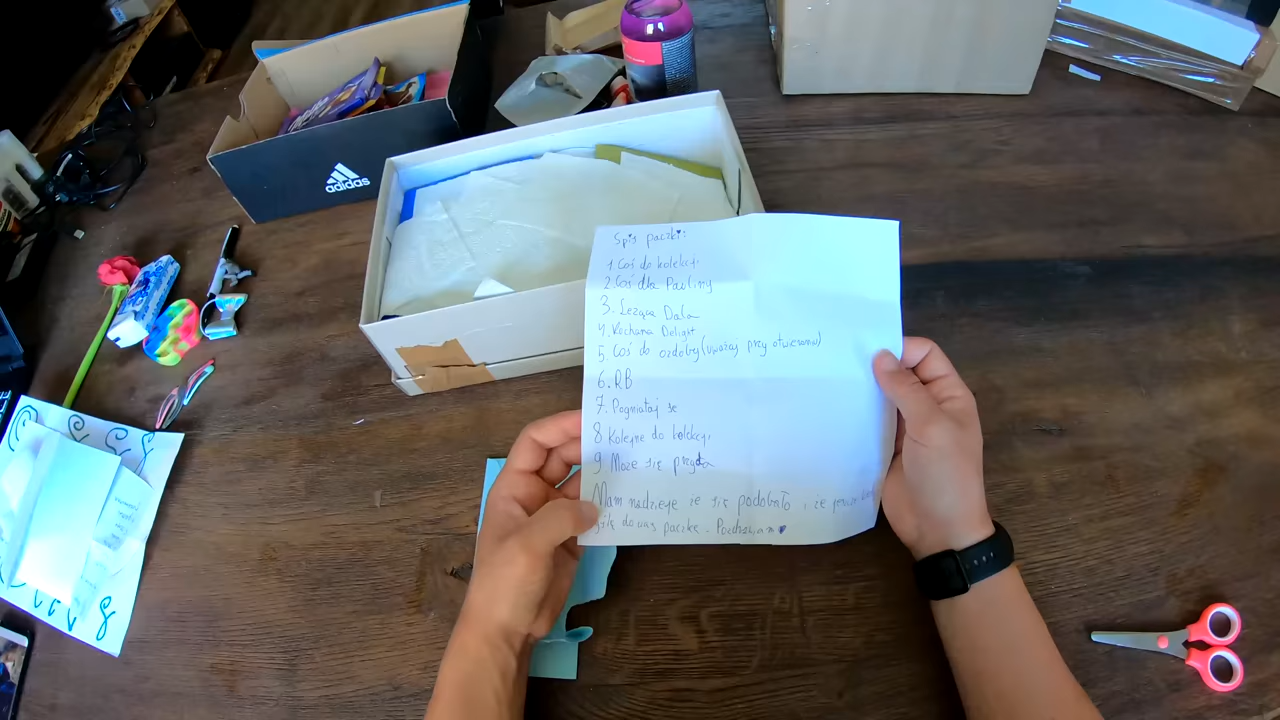 adidas
Spis paczki:
1 Coś do kolekcji
2. Coś dla Pauliny
3. Leżąca Dala
4. Kochana Delight
5. Coś do ozdoby (uważaj przy otwieraniu)
6. RB
7. Pogniataj se
8 Kolejne do kolekcji
9 Może się przyda
Mam nadzieje że się podobało i że
do was paczke. Pozdrawiam